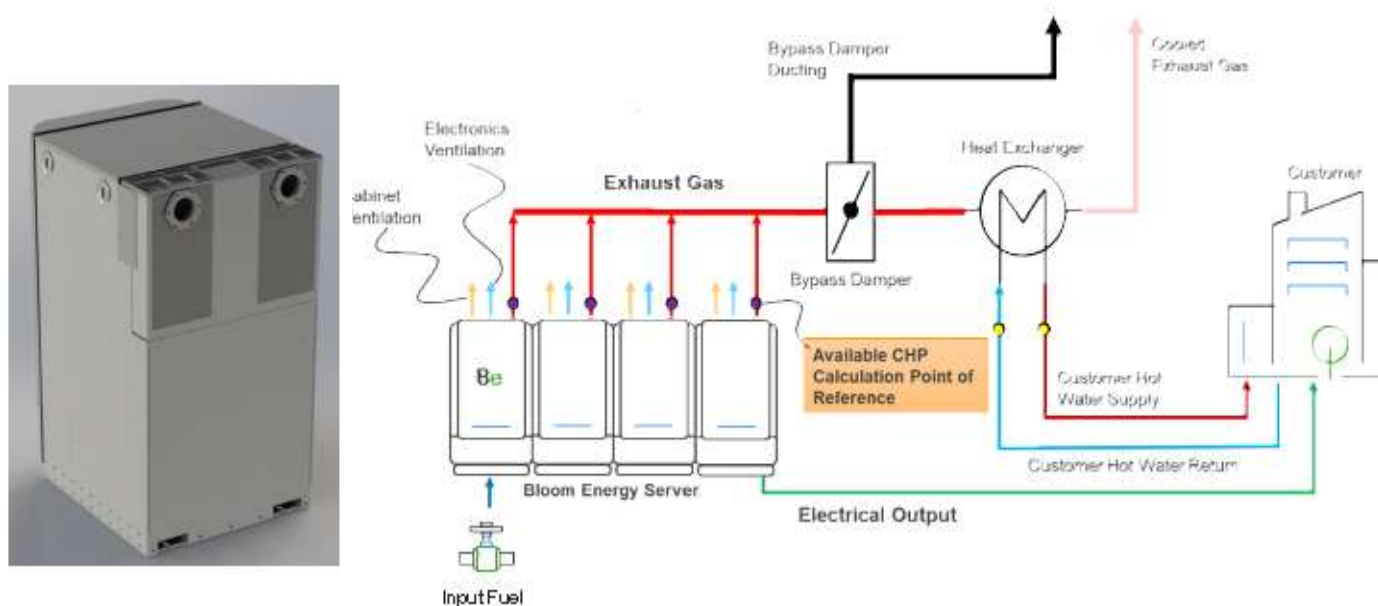 Bypass Damper
Ducting
Cooled
Exhaust Gas
Electronics
Ventilation
Heat Exchanger
Customer
Exhaust Gas
abinet
entilation
Bypass Damper
Available CHP
Calculation Point of
Reference
Be
Customer Hot
Water Supply
Customer Hot Water Return
Bloom Energy Server
Electrical Output
Input Fuel